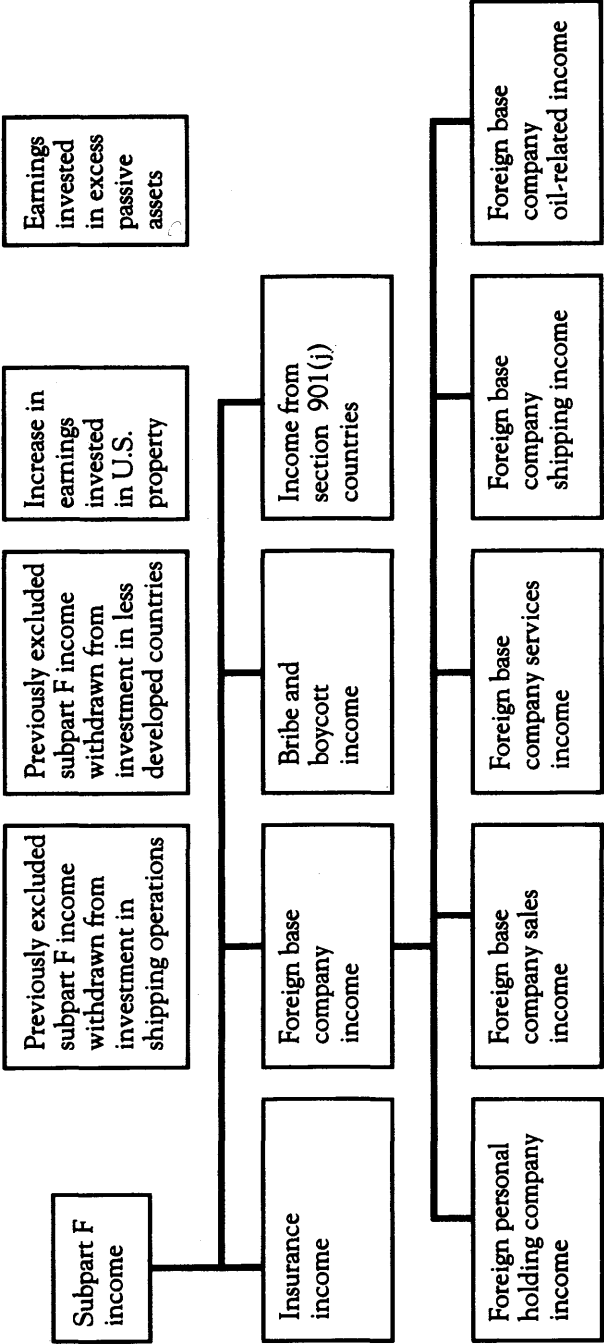 Subpart F
income
Previously excluded
subpart F income
withdrawn from
investment in
shipping operations
Previously excluded
subpart F income
withdrawn from
investment in less
developed countries
Increase in
earnings
invested
in U.S.
property
Earnings
invested
in excess
passive
assets
Insurance
income
Foreign base
company
income
Bribe and
boycott
income
Income from
section 901(j)
countries
Foreign personal
holding company
income
Foreign base
company sales
income
Foreign base
company services
income
Foreign base
company
shipping income
Foreign base
company
oil-related income